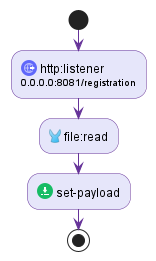 http:listener
0.0.0.0:8081/registration
file:read
set-payload